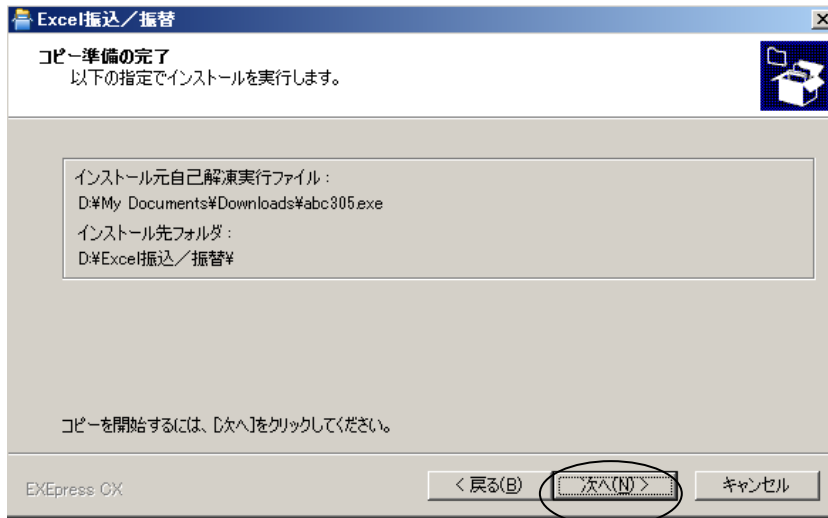 Excel振込／振替
コピー準備の完了
以下の指定でインストールを実行します。
インストール元自己解凍実行ファイル：
D:¥My Documents¥Downloads¥abc305.exe
インストール先フォルダ：
D:¥Excel振込／振替¥
コピーを開始するには、[次へ]をクリックしてください。
EXEpress CX
< 戻る(B)
次へ(N) >
キャンセル